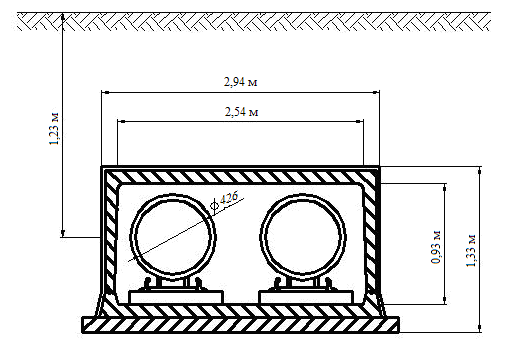 2,94 м
2,54 м
1,23 м
ф 426
0,93 м
1,33 м